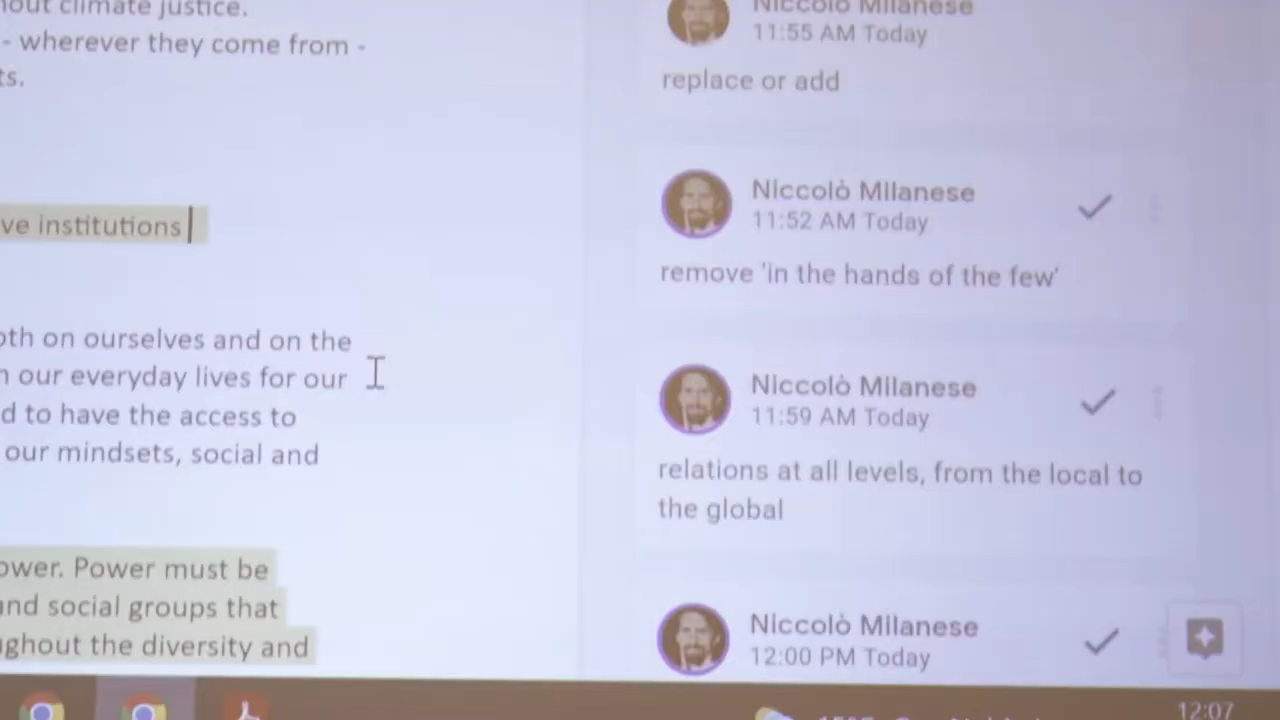 nout climate justice.
- wherever they come from -
ts.
ve institutions
oth on ourselves and on the
n our everyday lives for our
d to have the access to
our mindsets, social and
ower. Power must be
and social groups that
ughout the diversity and
Niccolò Milanese
11:55 AM Today
replace or add
Niccolò Milanese
11:52 AM Today
remove 'in the hands of the few'
Niccolò Milanese
11:59 AM Today
relations at all levels, from the local to
the global
Niccolò Milanese
12:00 PM Today
12:07